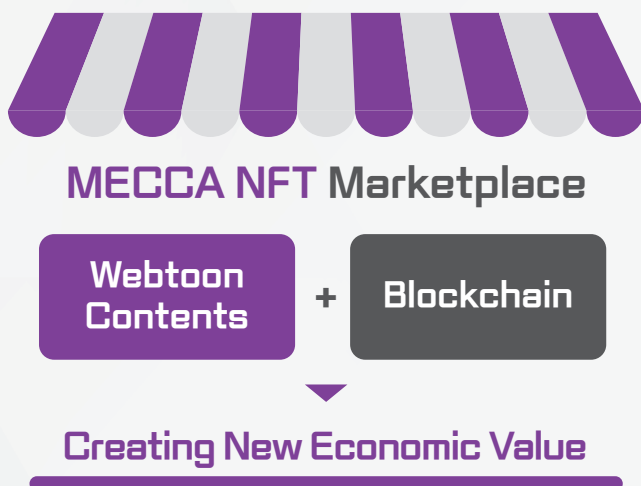 MECCA NFT Marketplace
Webtoon
Contents
+
Blockchain
Creating New Economic Value